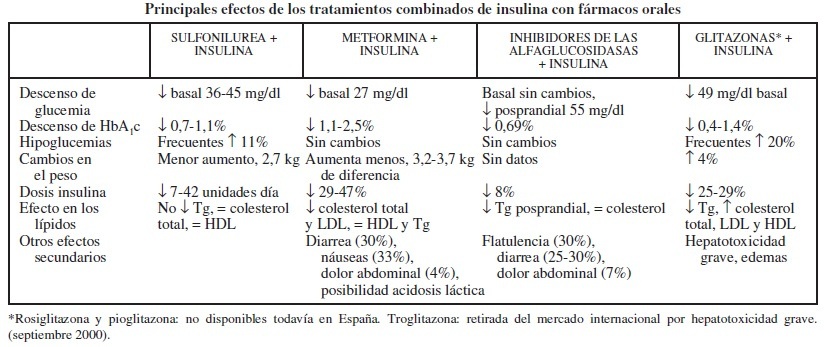 Principales efectos de los tratamientos combinados de insulina con fármacos orales
SULFONILUREA + INSULINA
METFORMINA + INSULINA
INHIBIDORES DE LAS ALFAGLUCOSIDASAS + INSULINA
GLITAZONAS* + INSULINA
Descenso de glucemia
↓ basal 36-45 mg/dl
↓ basal 27 mg/dl
Basal sin cambios, ↓ posprandial 55 mg/dl
↓ 49 mg/dl basal
Descenso de HbA1c
↓ 0,7-1,1%
↓ 1,1-2,5%
↓ 0,69%
↓ 0,4-1,4%
Hipoglucemias
Frecuentes ↑ 11%
Sin cambios
Sin cambios
Frecuentes ↑ 20%
Cambios en el peso
Menor aumento, 2,7 kg
Aumenta menos, 3,2-3,7 kg de diferencia
Sin datos
↑ 4%
Dosis insulina
↓ 7-42 unidades día
↓ 29-47%
↓ 8%
↓ 25-29%
Efecto en los lípidos
No ↓ Tg, = colesterol total, = HDL
↓ colesterol total y LDL, = HDL y Tg
↓ Tg posprandial, = colesterol
↓ Tg, ↑ colesterol total, LDL y HDL
Otros efectos secundarios
Diarrea (30%), náuseas (33%), dolor abdominal (4%), posibilidad acidosis láctica
Flatulencia (30%), diarrea (25-30%), dolor abdominal (7%)
Hepatotoxicidad grave, edemas
*Rosiglitazona y pioglitazona: no disponibles todavía en España. Troglitazona: retirada del mercado internacional por hepatotoxicidad grave.
(septiembre 2000).